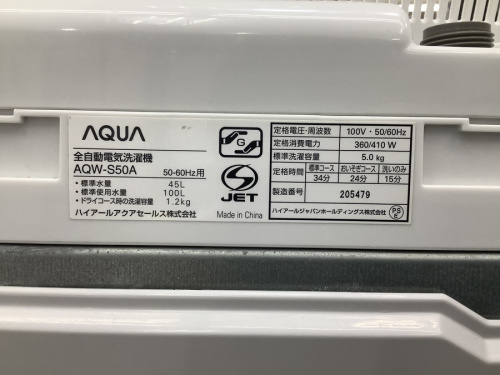 AQUA
全自動電気洗濯機
AQW-S50A 50-60Hz用
・標準水量 45L
・標準使用水量 100L
・ドライコース時の洗濯容量 1.2kg
ハイアールアクアセールス株式会社
G
S
JET
Made in China
定格電圧・周波数 100V・50/60Hz
定格消費電力 360/410 W
標準洗濯容量 5.0 kg
定格時間 標準コース おいそぎコース 洗いのみ
34分 24分 15分
製造番号 205479
ハイアールジャパンホールディングス株式会社
PS
E